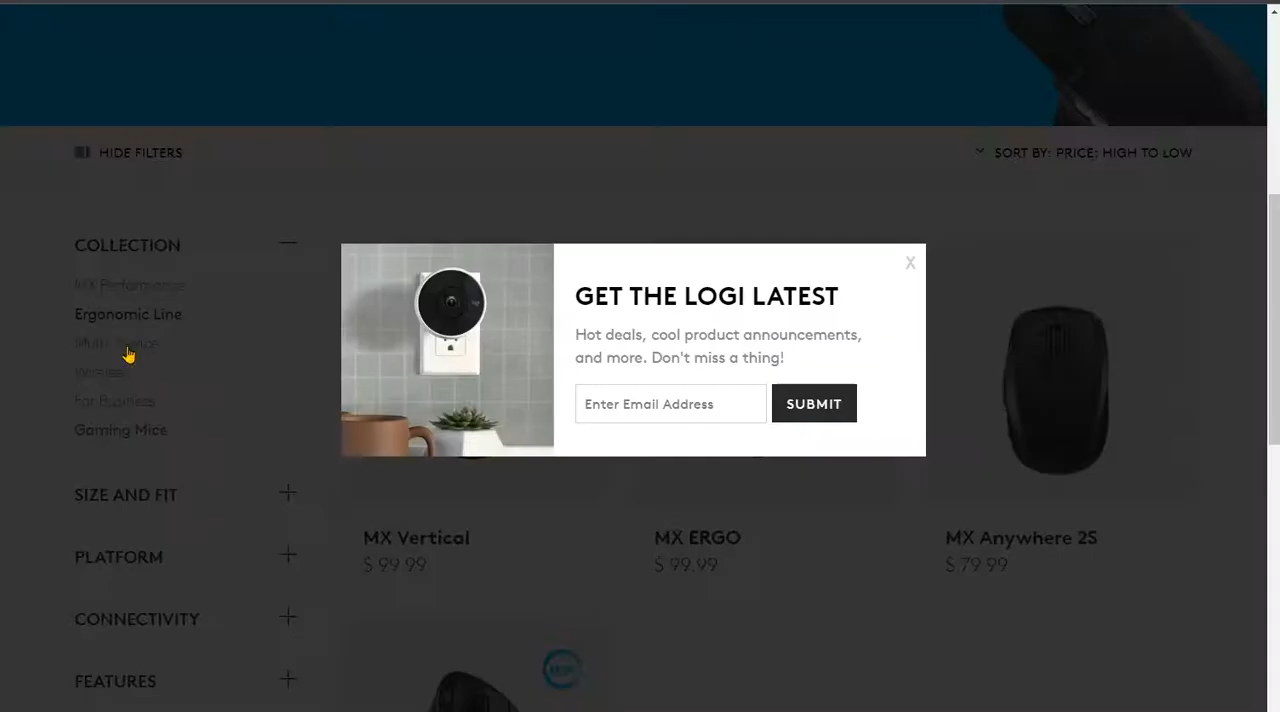 HIDE FILTERS
SORT BY: PRICE: HIGH TO LOW
COLLECTION
MX Performance
Ergonomic Line
Wireless
For Business
Gaming Mice
SIZE AND FIT
PLATFORM
CONNECTIVITY
FEATURES
X
GET THE LOGI LATEST
Hot deals, cool product announcements,
and more. Don't miss a thing!
Enter Email Address
SUBMIT
MX Vertical
$ 99.99
MX ERGO
$ 99.99
MX Anywhere 2S
$ 79.99